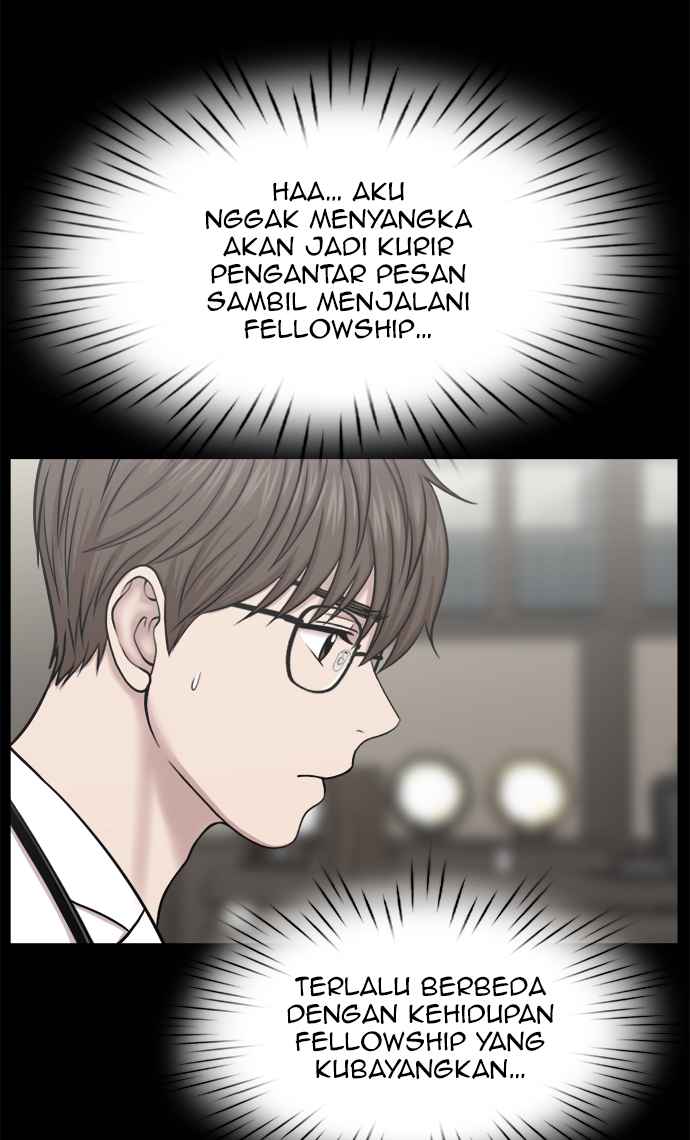 HAA... AKU
NGGAK MENYANGKA
AKAN JADI KURIR
PENGANTAR PESAN
SAMBIL MENJALANI
FELLOWSHIP...
TERLALU BERBEDA
DENGAN KEHIDUPAN
FELLOWSHIP YANG
KUBAYANGKAN...